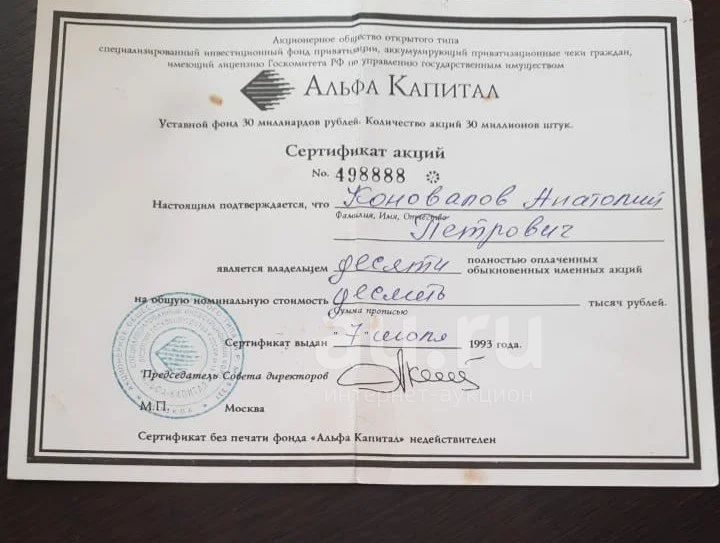 Акционерное общество открытого типа
специализированный инвестиционный фонд приватизации, аккумулирующий приватизационные чеки граждан,
имеющий лицензию Госкомитета РФ по управлению государственным имуществом
АЛЬФА КАПИТАЛ
Уставной фонд 30 миллиардов рублей. Количество акций 30 миллионов штук.
Сертификат акций
No. 498888
Настоящим подтверждается, что Коновалов Анатолий
Фамилия, Имя, Отчество
Петрович
является владельцем десяти полностью оплаченных
обыкновенных именных акций
на общую номинальную стоимость десять тысяч рублей.
Сумма прописью
Сертификат выдан "7" июля 1993 года.
au.ru
интернет-аукцион
Председатель Совета директоров
М.П. Москва
Сертификат без печати фонда «Альфа Капитал» недействителен